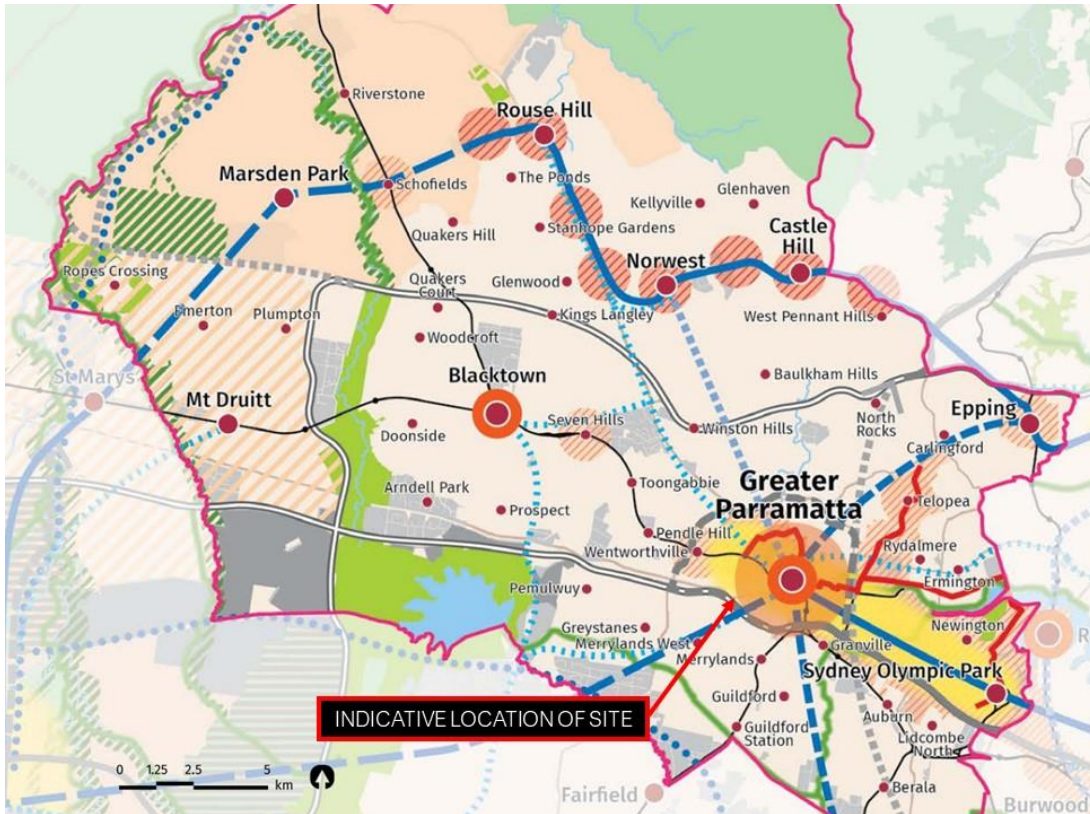 Riverstone
Rouse Hill
Marsden Park
Schofields
The Ponds
Glenhaven
Kellyville
Quakers Hill
Stanhope Gardens
Castle
Hill
Norwest
Ropes Crossing
Quakers
Court
Glenwood
Emerton
Plumpton
Kings Langley
West Pennant Hills
Woodcroft
St Marys
Blacktown
Baulkham Hills
Mt Druitt
Epping
Doonside
Seven Hills
Winston Hills
North
Rocks
Carlingford
Toongabbie
Greater
Parramatta
Arndell Park
Prospect
Telopea
Pendle Hill
Wentworthville
Rydalmere
Pemulwuy
Ermington
Greystanes
Newington
Merrylands West
Merrylands
Granville
Sydney Olympic Park
INDICATIVE LOCATION OF SITE
Guildford
Guildford
Station
Auburn
Lidcombe
North
0 1.25 2.5 5
km
Fairfield
Berala
Burwood